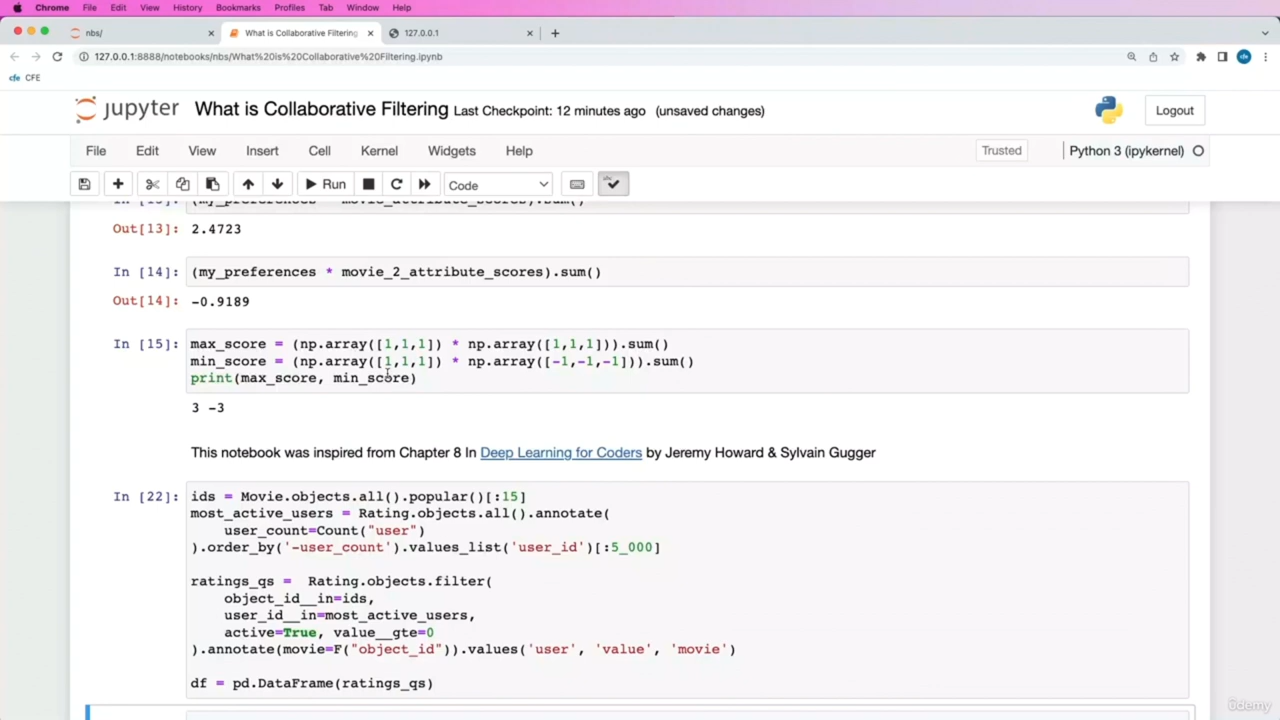 Chrome File Edit View History Bookmarks Profiles Tab Window Help
nbs/
What is Collaborative Filtering
127.0.0.1
127.0.0.1:8888/notebooks/nbs/What%20is%20Collaborative%20Filtering.ipynb
cfe CFE
jupyter What is Collaborative Filtering Last Checkpoint: 12 minutes ago (unsaved changes)
Logout
File Edit View Insert Cell Kernel Widgets Help
Trusted
Python 3 (ipykernel)
Run
Code
Out[13]: 2.4723
In [14]: (my_preferences * movie_2_attribute_scores).sum()
Out[14]: -0.9189
In [15]: max_score = (np.array([1,1,1]) * np.array([1,1,1])).sum()
min_score = (np.array([1,1,1]) * np.array([-1,-1,-1])).sum()
print(max_score, min_score)
3 -3
This notebook was inspired from Chapter 8 In Deep Learning for Coders by Jeremy Howard & Sylvain Gugger
In [22]: ids = Movie.objects.all().popular()[:15]
most_active_users = Rating.objects.all().annotate(
user_count=Count("user")
).order_by('-user_count').values_list('user_id')[:5_000]
ratings_qs = Rating.objects.filter(
object_id__in=ids,
user_id__in=most_active_users,
active=True, value__gte=0
).annotate(movie=F("object_id")).values('user', 'value', 'movie')
df = pd.DataFrame(ratings_qs)
ûdemy